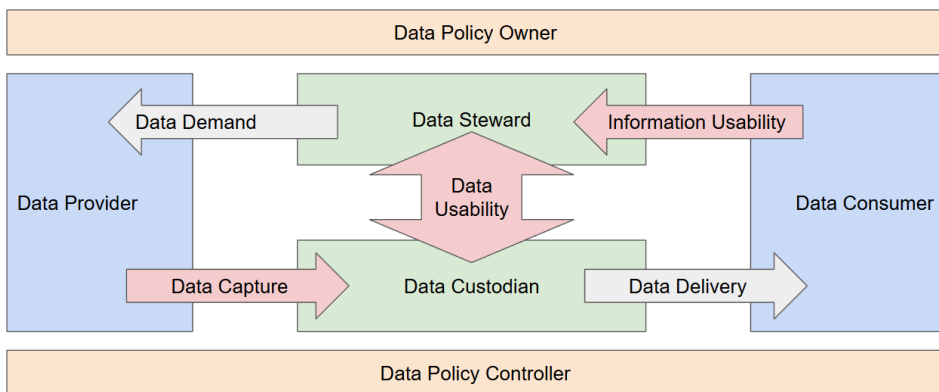 Data Policy Owner
Data Demand
Data Steward
Information Usability
Data Provider
Data
Usability
Data Consumer
Data Capture
Data Custodian
Data Delivery
Data Policy Controller